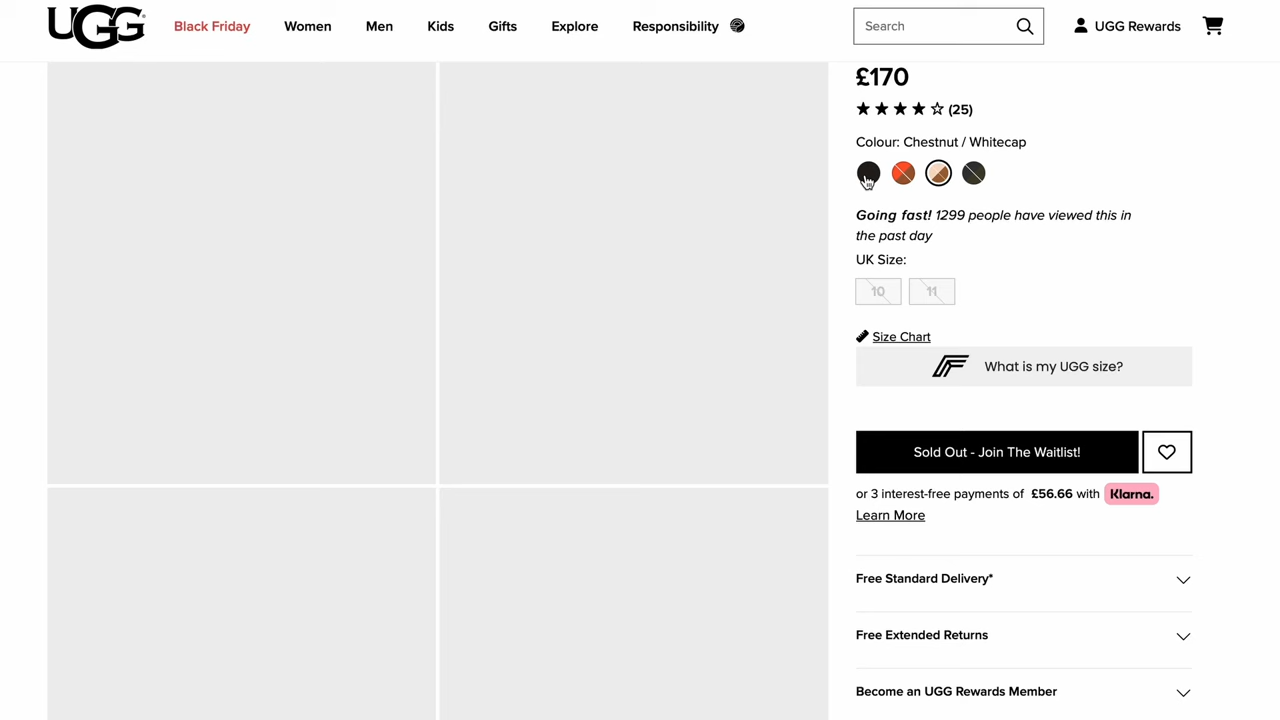 UGG
Black Friday
Women
Men
Kids
Gifts
Explore
Responsibility
Search
UGG Rewards
£170
(25)
Colour: Chestnut / Whitecap
Going fast! 1299 people have viewed this in
the past day
UK Size:
10
11
Size Chart
What is my UGG size?
Sold Out - Join The Waitlist!
or 3 interest-free payments of £56.66 with Klarna.
Learn More
Free Standard Delivery*
Free Extended Returns
Become an UGG Rewards Member